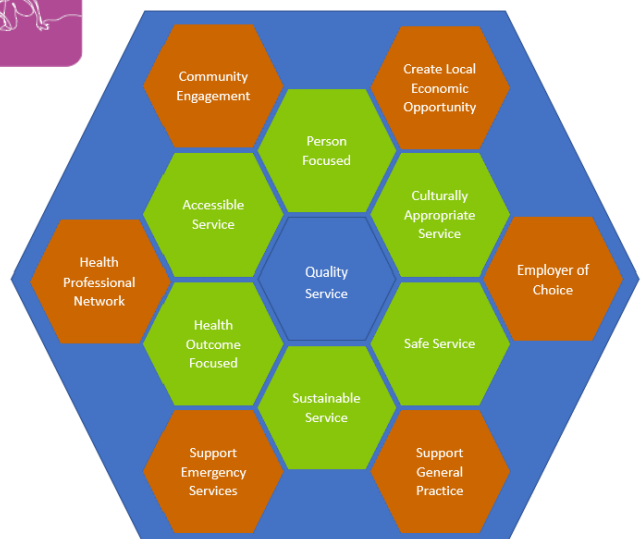 Community
Engagement
Create Local
Economic
Opportunity
Person
Focused
Accessible
Service
Culturally
Appropriate
Service
Health
Professional
Network
Quality
Service
Employer of
Choice
Health
Outcome
Focused
Safe Service
Sustainable
Service
Support
Emergency
Services
Support
General
Practice